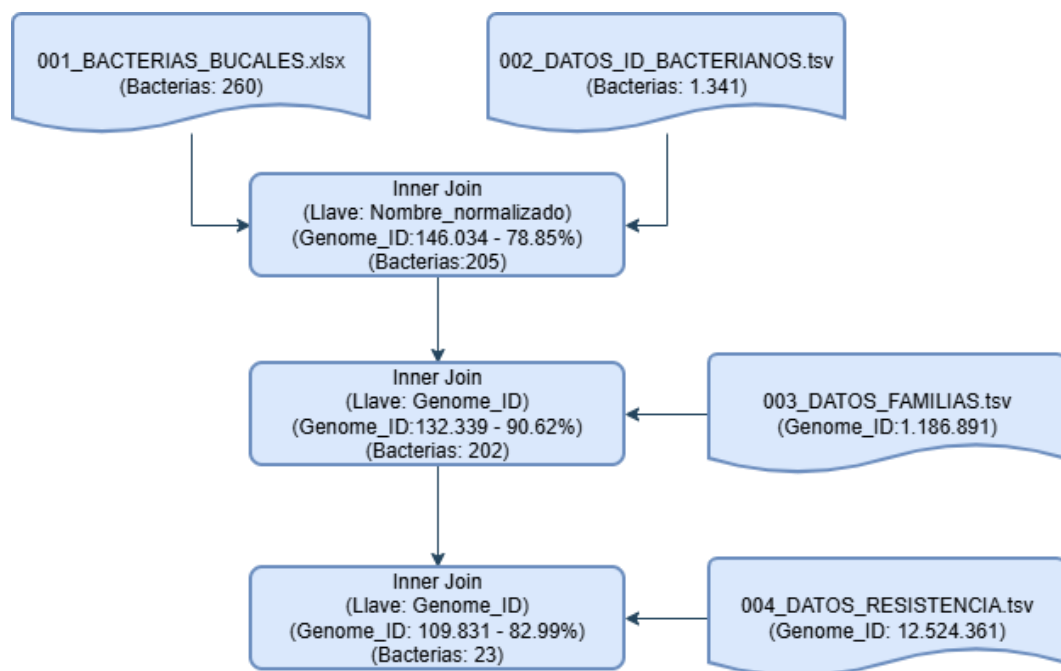 001_BACTERIAS_BUCALES.xlsx
(Bacterias: 260)
002_DATOS_ID_BACTERIANOS.tsv
(Bacterias: 1.341)
Inner Join
(Llave: Nombre_normalizado)
(Genome_ID:146.034 - 78.85%)
(Bacterias:205)
Inner Join
(Llave: Genome_ID)
(Genome_ID:132.339 - 90.62%)
(Bacterias: 202)
003_DATOS_FAMILIAS.tsv
(Genome_ID:1.186.891)
Inner Join
(Llave: Genome_ID)
(Genome_ID: 109.831 - 82.99%)
(Bacterias: 23)
004_DATOS_RESISTENCIA.tsv
(Genome_ID: 12.524.361)